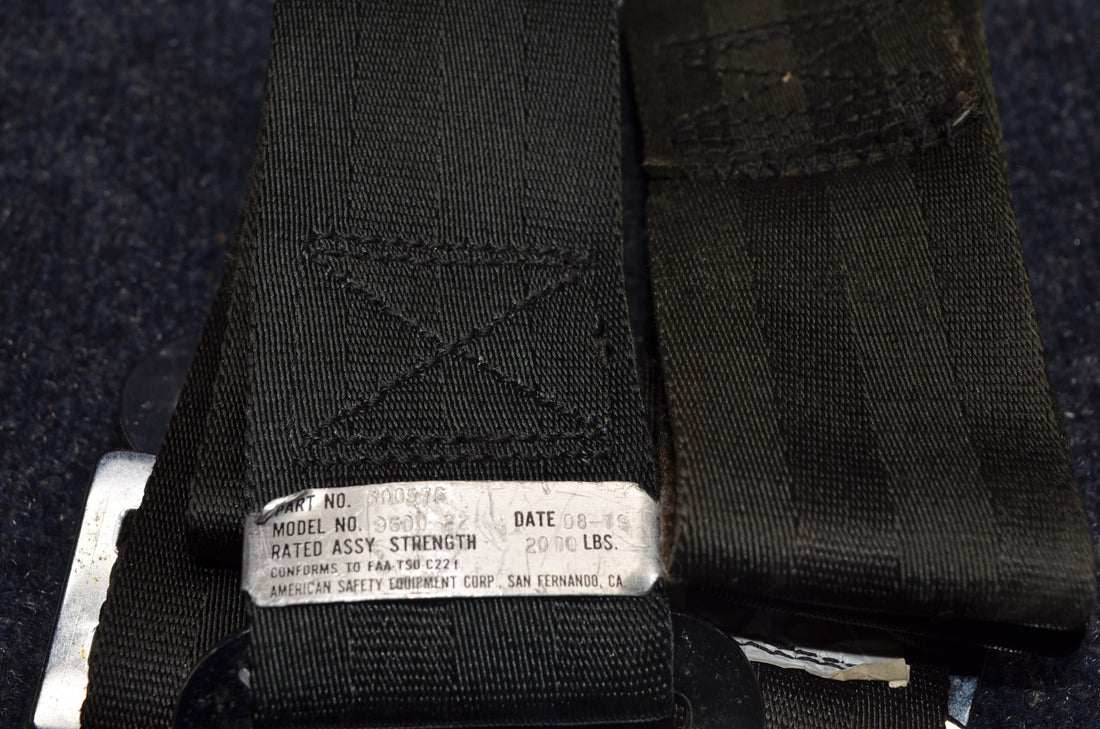 PART NO. 500576
MODEL NO. 9600-22 DATE 08-79
RATED ASSY STRENGTH 2000 LBS.
CONFORMS TO FAA-TSO-C22f
AMERICAN SAFETY EQUIPMENT CORP., SAN FERNANDO, CA